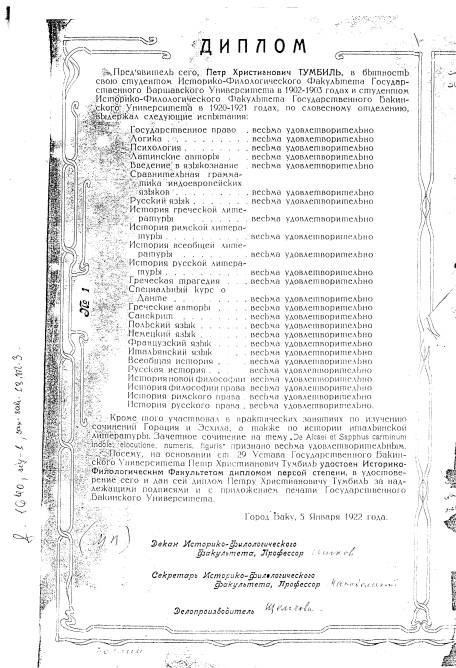 ДИПЛОМ
Пред'явитель сего, Петр Христианович ТУМБИЛЬ, в бытность
свою студентом Историко-Филологического Факультета Государ-
ственного Варшавского Университета в 1902-1903 годах и студентом
Историко-Филологического Факультета Государственного Бакин-
ского Университета в 1920-1921 годах, по словесному отделению,
выдержал следующие испытания:
Государственное право . весьма удовлетворительно
Логика . . . . . . . . весьма удовлетворительно
Психология . . . . . . весьма удовлетворительно
Латинские авторы . . . весьма удовлетворительно
Введение в языкознание . весьма удовлетворительно
Сравнительная грамма-
тика индоевропейских
языков . . . . . . . весьма удовлетворительно
Русский язык . . . . . весьма удовлетворительно
История греческой лите-
ратуры . . . . . . . весьма удовлетворительно
История римской литера-
туры . . . . . . . . весьма удовлетворительно
История всеобщей лите-
ратуры . . . . . . . весьма удовлетворительно
История русской литера-
туры . . . . . . . . весьма удовлетворительно
Греческая трагедия . . весьма удовлетворительно
Специальный курс о
Данте . . . . . . . . весьма удовлетворительно
Греческие авторы . . . весьма удовлетворительно
Санскрит . . . . . . . весьма удовлетворительно
Польский язык . . . . весьма удовлетворительно
Немецкий язык . . . . весьма удовлетворительно
Французский язык . . . весьма удовлетворительно
Итальянский язык . . . весьма удовлетворительно
Всеобщая история . . . весьма удовлетворительно
Русская история . . . . весьма удовлетворительно
История новой философии весьма удовлетворительно
История философии права весьма удовлетворительно
История римского права . весьма удовлетворительно
История русского права . весьма удовлетворительно.
Кроме того участвовал в практических занятиях по изучению
сочинений Горация и Эсхила, а также истории итальянской
литературы. Зачетное сочинение на тему „De Alcaei et Sapphus carminum
indole, elocutione, numeris, figuris“ признано весьма удовлетворительным.
Посему, на основании ст. 29 Устава Государственного Бакин-
ского Университета Петр Христианович Тумбиль удостоен Историко-
Филологическим Факультетом дипломом первой степени, в удостове-
рение сего и дан сей диплом Петру Христиановичу Тумбиль за над-
лежащими подписями и с приложением печати Государственного
Бакинского Университета.
Город Баку, 5 Января 1922 года.
Декан Историко-Филологического
Факультета, Профессор
Секретарь Историко-Филологического
Факультета, Профессор
Делопроизводитель
№ 1